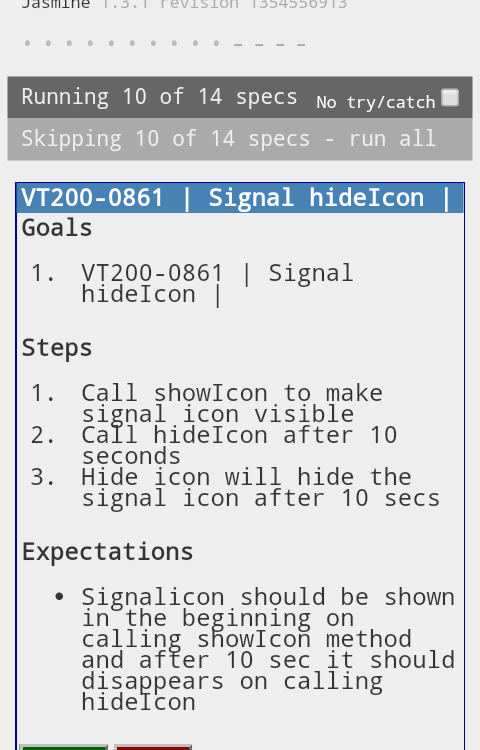 Jasmine 1.3.1 revision 1354556913
Running 10 of 14 specs No try/catch
Skipping 10 of 14 specs - run all
VT200-0861 | Signal hideIcon |
Goals
1. VT200-0861 | Signal
hideIcon |
Steps
1. Call showIcon to make
signal icon visible
2. Call hideIcon after 10
seconds
3. Hide icon will hide the
signal icon after 10 secs
Expectations
• Signalicon should be shown
in the beginning on
calling showIcon method
and after 10 sec it should
disappears on calling
hideIcon